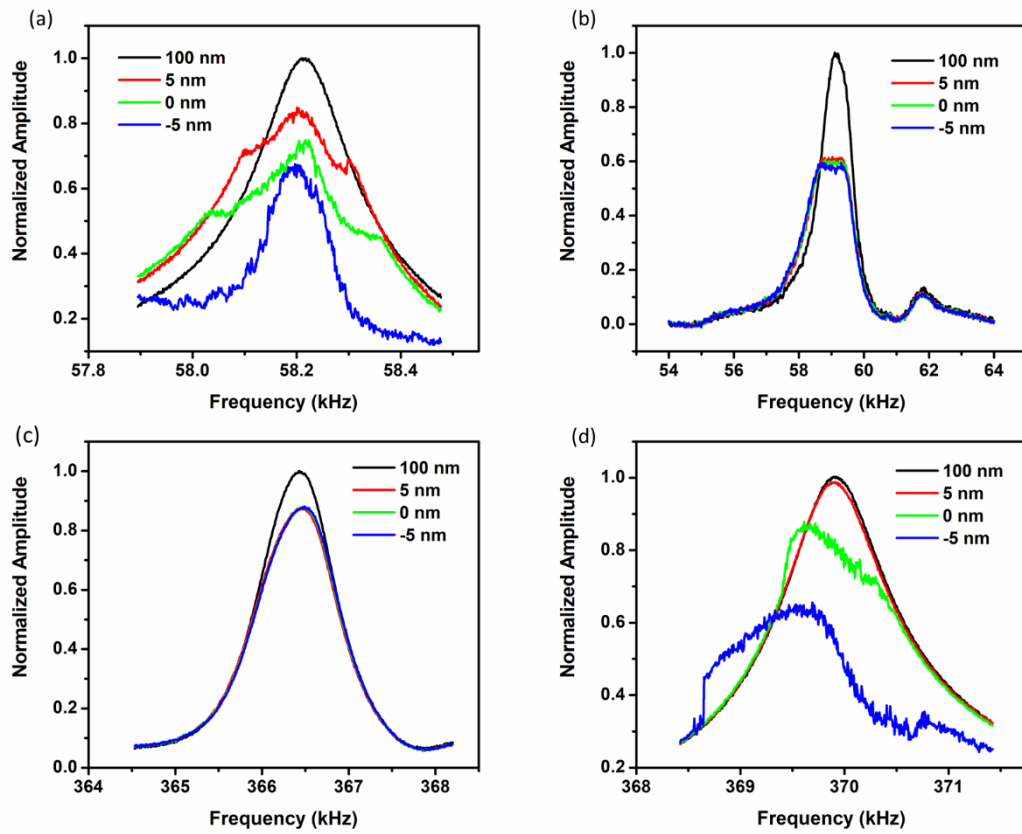 (a)
100 nm
5 nm
0 nm
-5 nm
Normalized Amplitude
1.0
0.8
0.6
0.4
0.2
57.8 58.0 58.2 58.4
Frequency (kHz)
(b)
100 nm
5 nm
0 nm
-5 nm
Normalized Amplitude
1.0
0.8
0.6
0.4
0.2
0.0
54 56 58 60 62 64
Frequency (kHz)
(c)
100 nm
5 nm
0 nm
-5 nm
Normalized Amplitude
1.0
0.8
0.6
0.4
0.2
0.0
364 365 366 367 368
Frequency (kHz)
(d)
100 nm
5 nm
0 nm
-5 nm
Normalized Amplitude
1.0
0.8
0.6
0.4
0.2
368 369 370 371
Frequency (kHz)